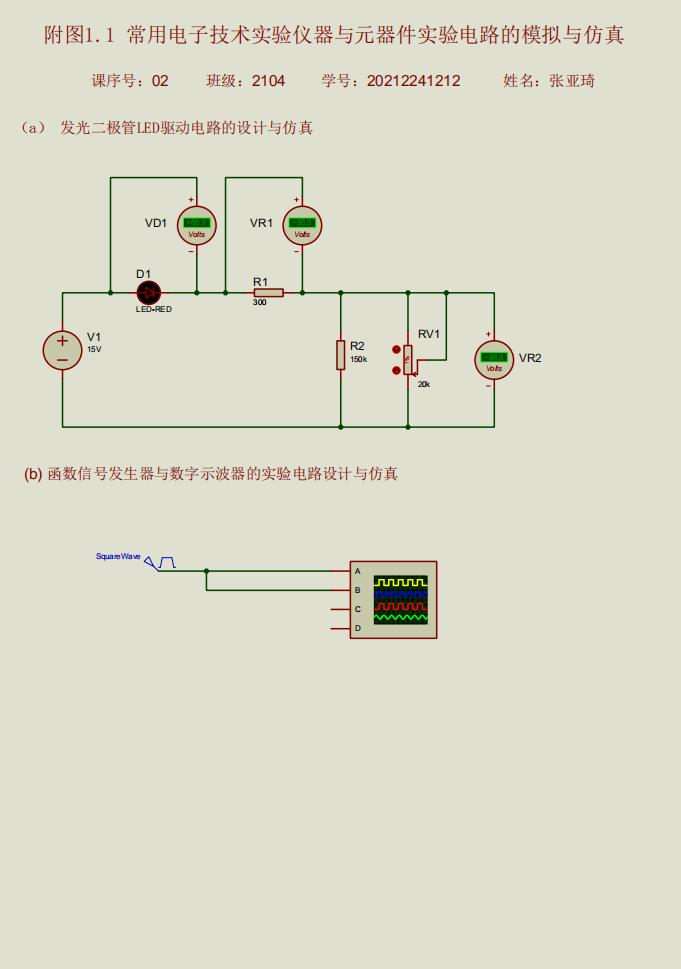 附图1.1 常用电子技术实验仪器与元器件实验电路的模拟与仿真
课序号：02 班级：2104 学号：20212241212 姓名：张亚琦
（a） 发光二极管LED驱动电路的设计与仿真
VD1
+
Volts
−
VR1
+
Volts
−
D1
LED-RED
R1
300
V1
15V
R2
150k
RV1
20k
+
Volts
−
VR2
(b) 函数信号发生器与数字示波器的实验电路设计与仿真
SquareWave
A
B
C
D